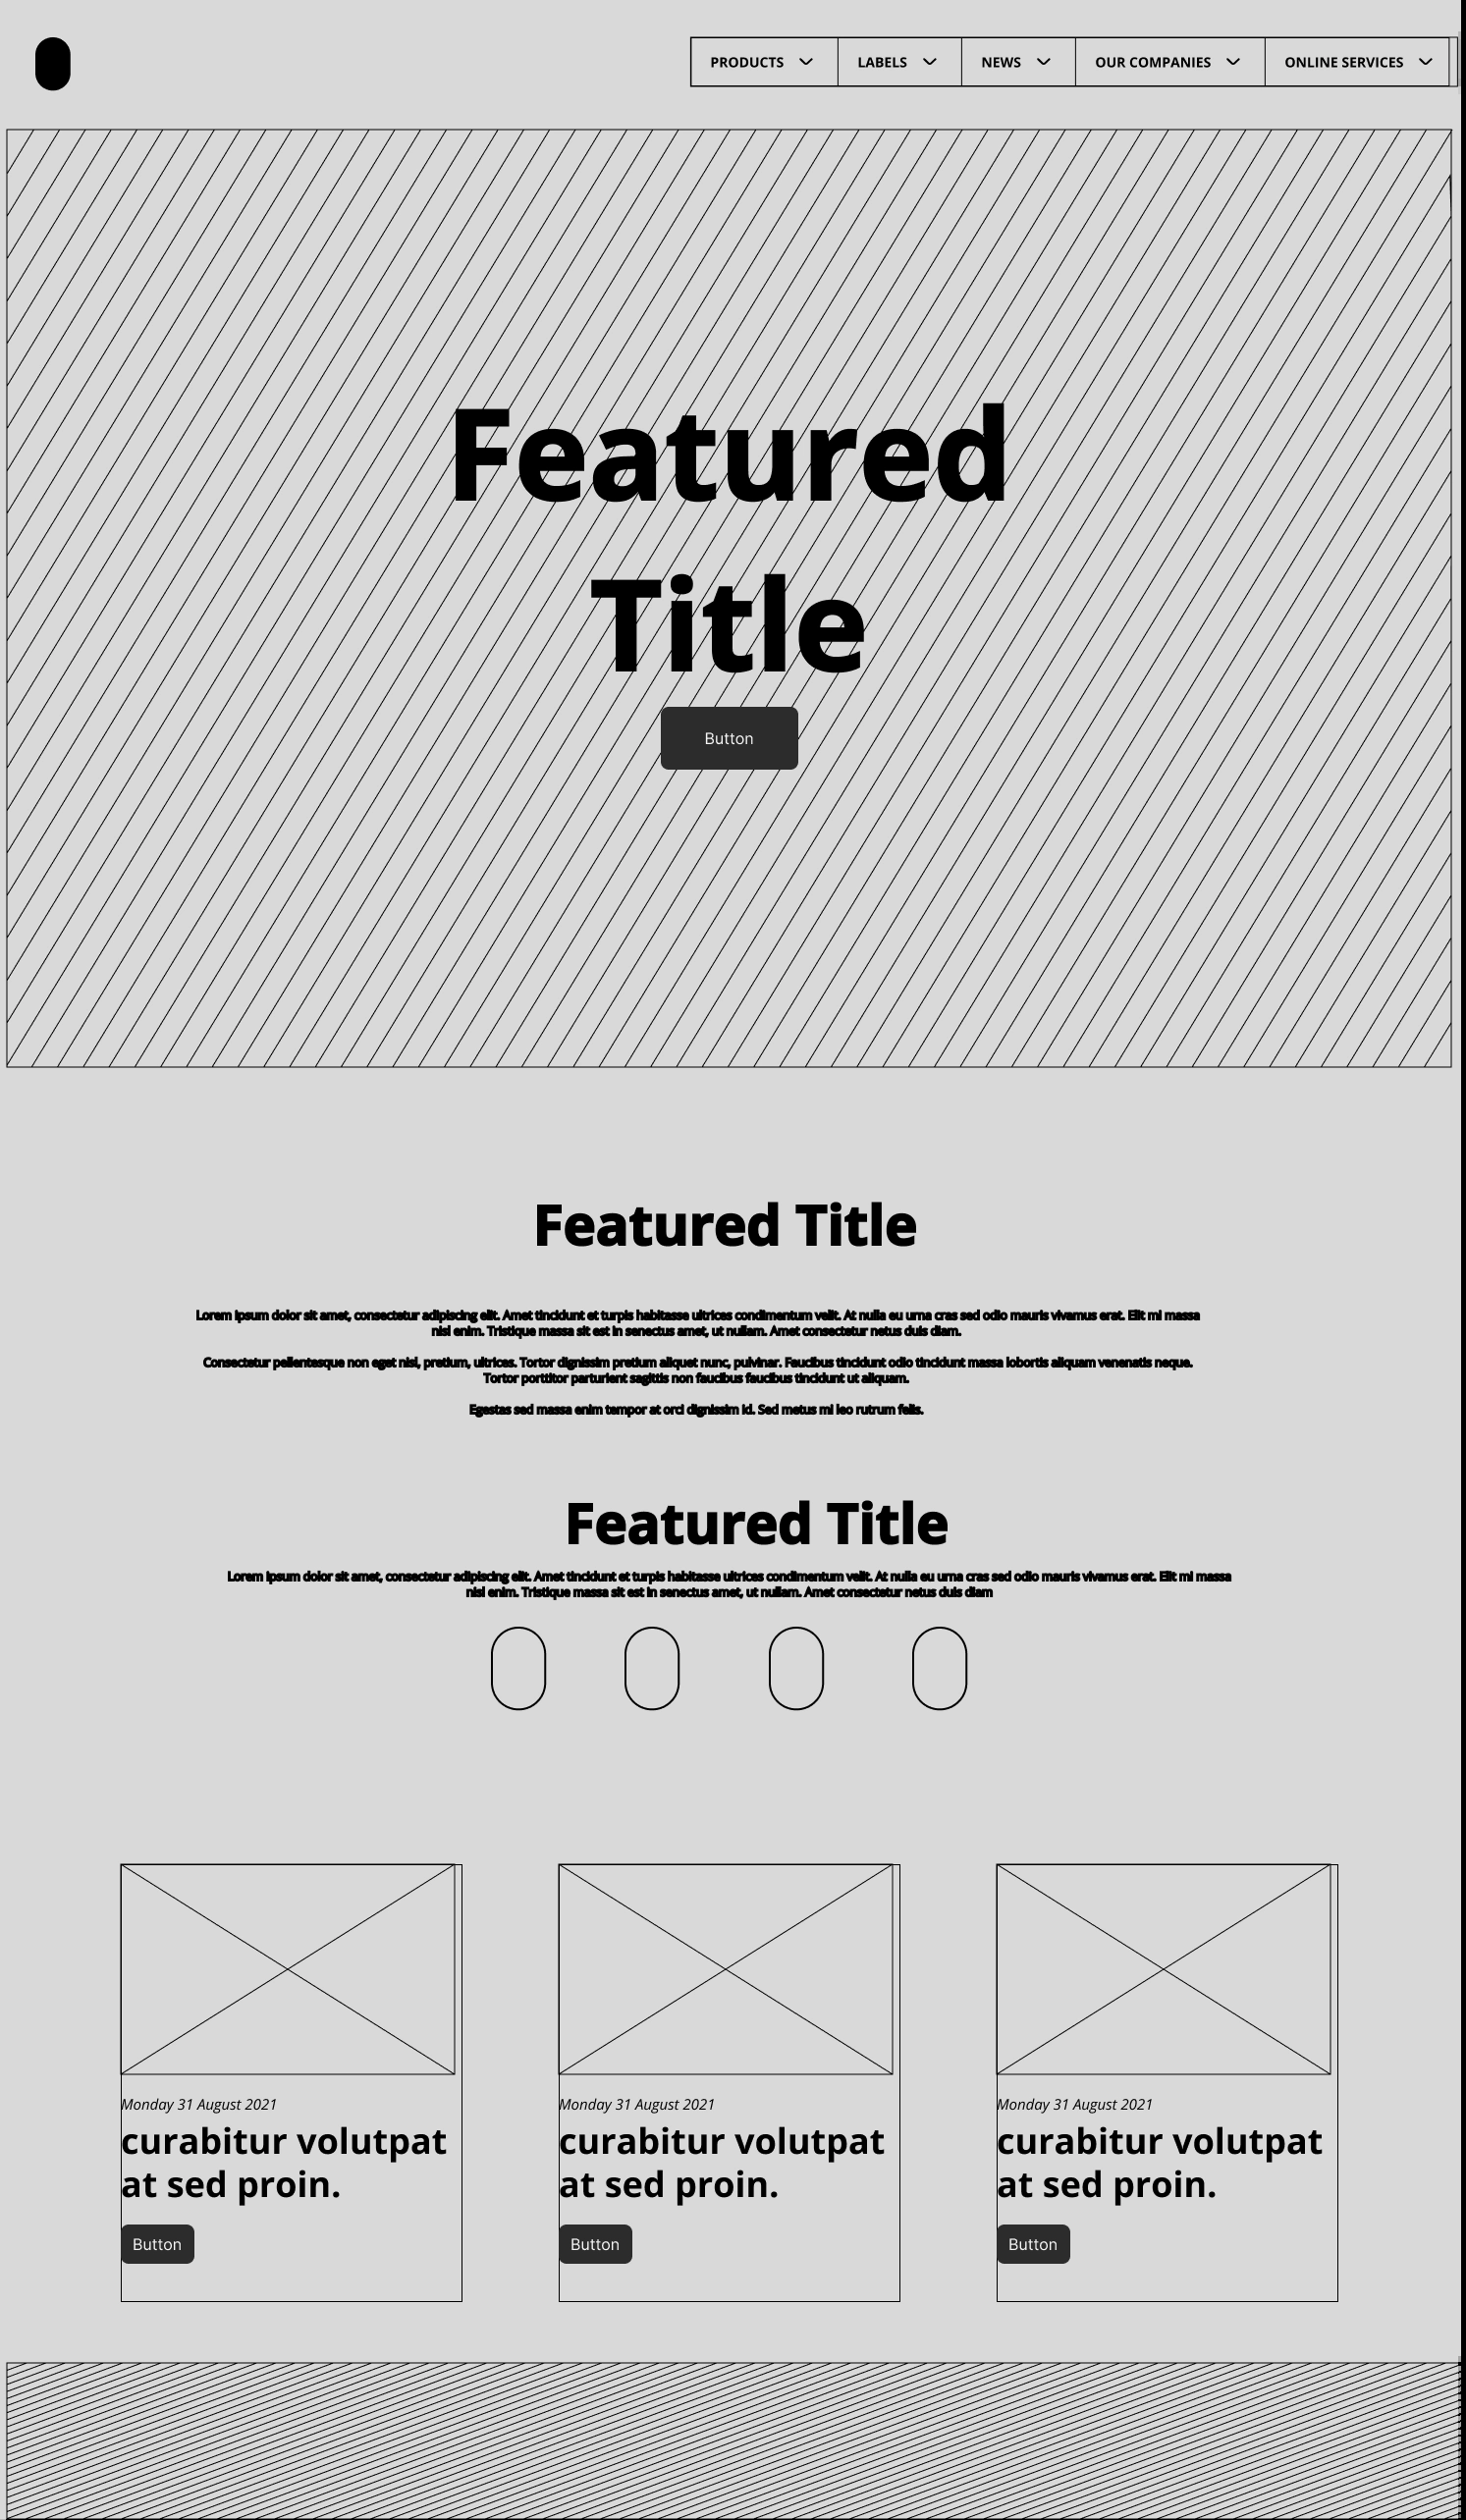 PRODUCTS
LABELS
NEWS
OUR COMPANIES
ONLINE SERVICES
Featured
Title
Button
Featured Title
Lorem ipsum dolor sit amet, consectetur adipiscing elit. Amet tincidunt et turpis habitasse ultrices condimentum velit. At nulla eu urna cras sed odio mauris vivamus erat. Elit mi massa
nisl enim. Tristique massa sit est in senectus amet, ut nullam. Amet consectetur netus duis diam.
Consectetur pellentesque non eget nisl, pretium, ultrices. Tortor dignissim pretium aliquet nunc, pulvinar. Faucibus tincidunt odio tincidunt massa lobortis aliquam venenatis neque.
Tortor porttitor parturient sagittis non faucibus faucibus tincidunt ut aliquam.
Egestas sed massa enim tempor at orci dignissim id. Sed metus mi leo rutrum felis.
Featured Title
Lorem ipsum dolor sit amet, consectetur adipiscing elit. Amet tincidunt et turpis habitasse ultrices condimentum velit. At nulla eu urna cras sed odio mauris vivamus erat. Elit mi massa
nisl enim. Tristique massa sit est in senectus amet, ut nullam. Amet consectetur netus duis diam
Monday 31 August 2021
curabitur volutpat
at sed proin.
Button
Monday 31 August 2021
curabitur volutpat
at sed proin.
Button
Monday 31 August 2021
curabitur volutpat
at sed proin.
Button